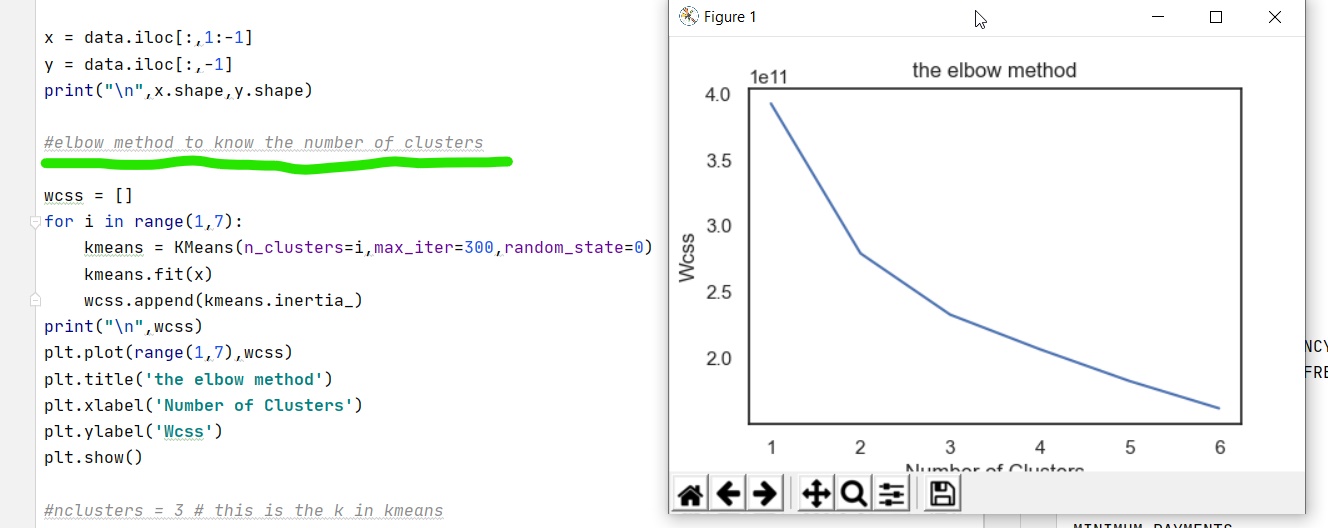 x = data.iloc[:,1:-1]
y = data.iloc[:,-1]
print("\n",x.shape,y.shape)
#elbow method to know the number of clusters
wcss = []
for i in range(1,7):
    kmeans = KMeans(n_clusters=i,max_iter=300,random_state=0)
    kmeans.fit(x)
    wcss.append(kmeans.inertia_)
print("\n",wcss)
plt.plot(range(1,7),wcss)
plt.title('the elbow method')
plt.xlabel('Number of Clusters')
plt.ylabel('Wcss')
plt.show()
#nclusters = 3 # this is the k in kmeans
Figure 1
the elbow method
1e11
4.0
3.5
3.0
2.5
2.0
Wcss
1 2 3 4 5 6
Number of Clusters
NCY
FRE
MINIMUM_PAYMENTS